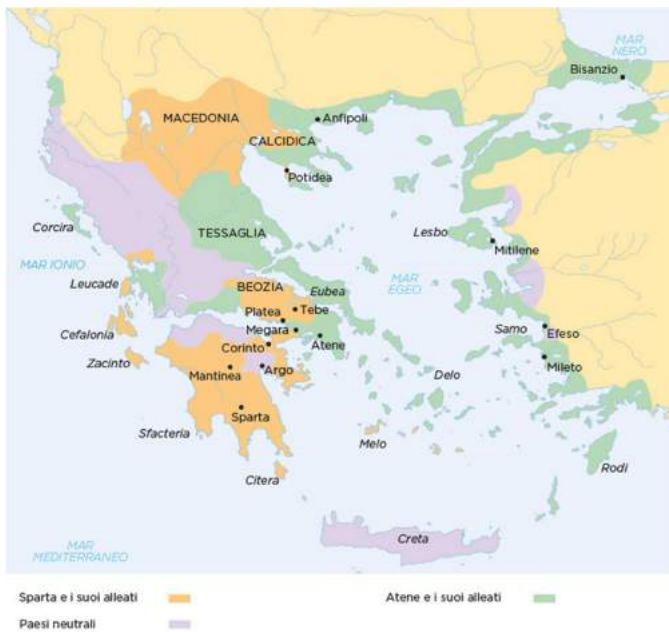 MAR
NERO
Bisanzio
MACEDONIA
Anfipoli
CALCIDICA
Potidea
Corcira
TESSAGLIA
Lesbo
Mitilene
MAR IONIO
Leucade
BEOZIA
Eubea
MAR
EGEO
Platea
Tebe
Cefalonia
Megara
Samo
Efeso
Corinto
Atene
Zacinto
Mantinea
Argo
Delo
Mileto
Sparta
Sfacteria
Melo
Citera
Rodi
Creta
MAR
MEDITERRANEO
Sparta e i suoi alleati
Atene e i suoi alleati
Paesi neutrali